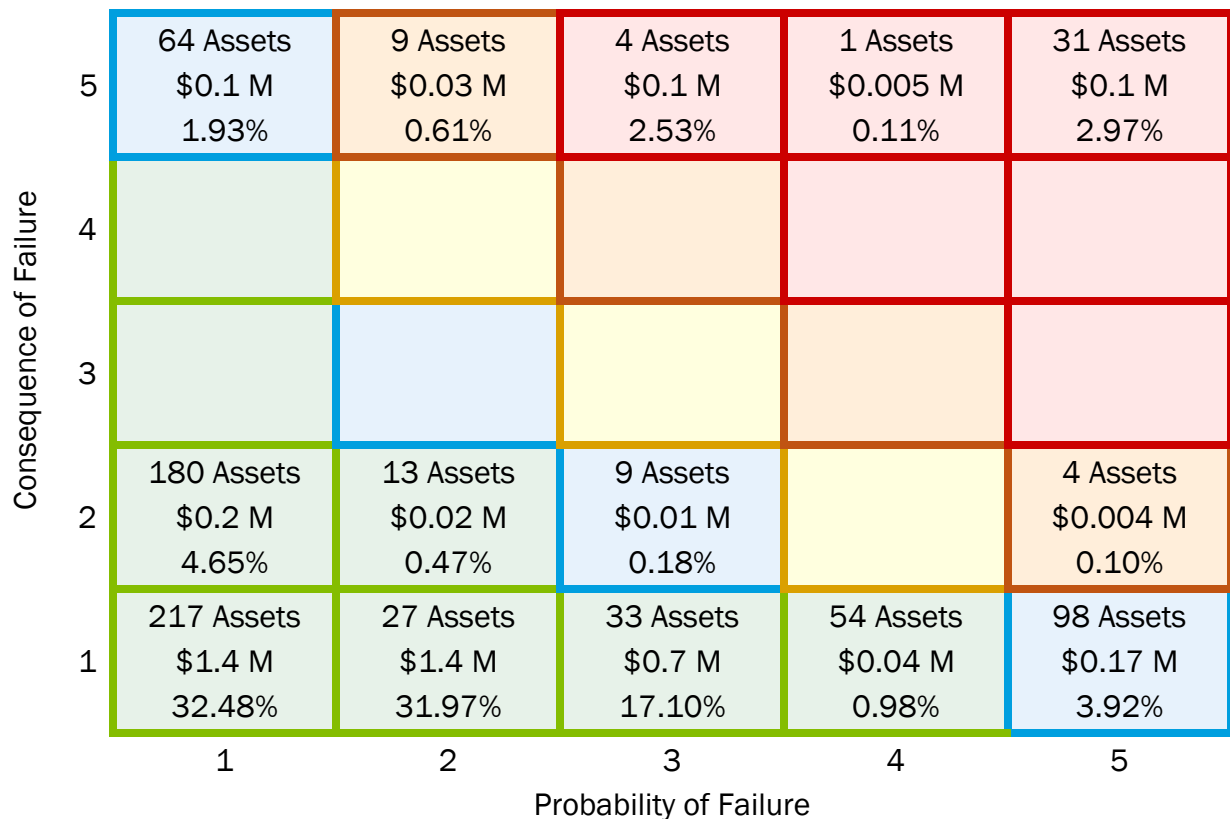 Consequence of Failure
5
64 Assets
$0.1 M
1.93%
9 Assets
$0.03 M
0.61%
4 Assets
$0.1 M
2.53%
1 Assets
$0.005 M
0.11%
31 Assets
$0.1 M
2.97%
4
3
2
180 Assets
$0.2 M
4.65%
13 Assets
$0.02 M
0.47%
9 Assets
$0.01 M
0.18%
4 Assets
$0.004 M
0.10%
1
217 Assets
$1.4 M
32.48%
27 Assets
$1.4 M
31.97%
33 Assets
$0.7 M
17.10%
54 Assets
$0.04 M
0.98%
98 Assets
$0.17 M
3.92%
1
2
3
4
5
Probability of Failure